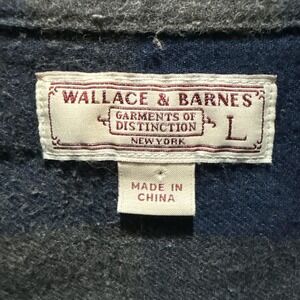 WALLACE & BARNES
GARMENTS OF
DISTINCTION
NEW YORK
L
MADE IN
CHINA